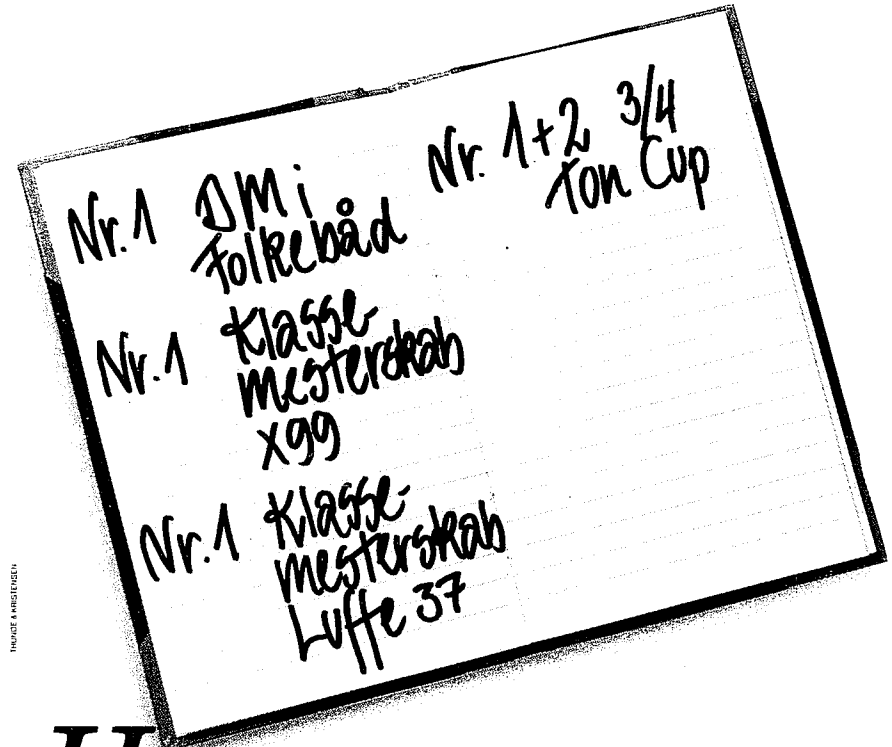 Nr. 1 DM i
Folkebåd
Nr. 1 Klasse-
mesterskab
X99
Nr. 1 Klasse-
mesterskab
Luffe 37
Nr. 1+2 3/4
Ton Cup
THUNDE & KRISTENSEN